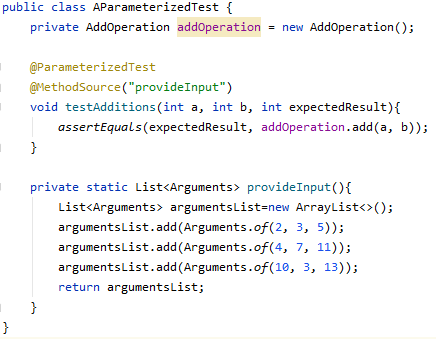 public class AParameterizedTest {
    private AddOperation addOperation = new AddOperation();

    @ParameterizedTest
    @MethodSource("provideInput")
    void testAdditions(int a, int b, int expectedResult){
        assertEquals(expectedResult, addOperation.add(a, b));
    }

    private static List<Arguments> provideInput(){
        List<Arguments> argumentsList=new ArrayList<>();
        argumentsList.add(Arguments.of(2, 3, 5));
        argumentsList.add(Arguments.of(4, 7, 11));
        argumentsList.add(Arguments.of(10, 3, 13));
        return argumentsList;
    }
}